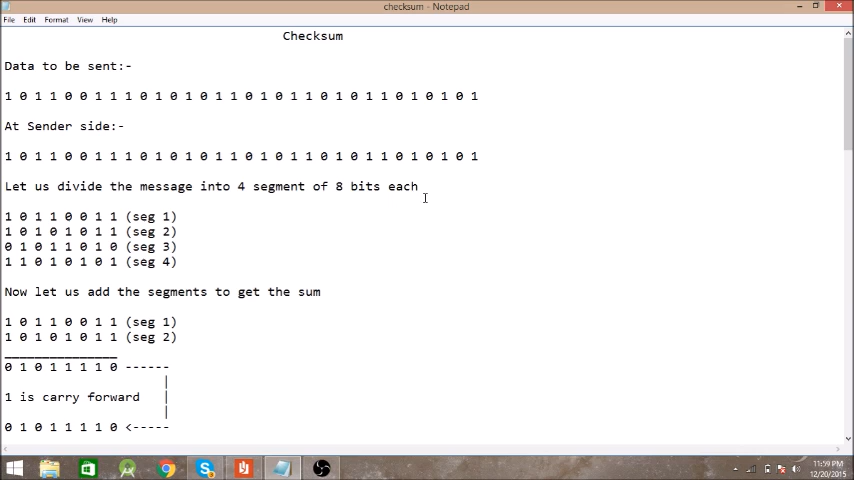 checksum - Notepad
File Edit Format View Help
Checksum
Data to be sent:-
1 0 1 1 0 0 1 1 1 0 1 0 1 0 1 1 0 1 0 1 1 0 1 0 1 1 0 1 0 1 0 1
At Sender side:-
1 0 1 1 0 0 1 1 1 0 1 0 1 0 1 1 0 1 0 1 1 0 1 0 1 1 0 1 0 1 0 1
Let us divide the message into 4 segment of 8 bits each
1 0 1 1 0 0 1 1 (seg 1)
1 0 1 0 1 0 1 1 (seg 2)
0 1 0 1 1 0 1 0 (seg 3)
1 1 0 1 0 1 0 1 (seg 4)
Now let us add the segments to get the sum
1 0 1 1 0 0 1 1 (seg 1)
1 0 1 0 1 0 1 1 (seg 2)
_______________
0 1 0 1 1 1 1 0 ------
|
1 is carry forward |
|
0 1 0 1 1 1 1 0 <-----
11:59 PM
12/20/2015